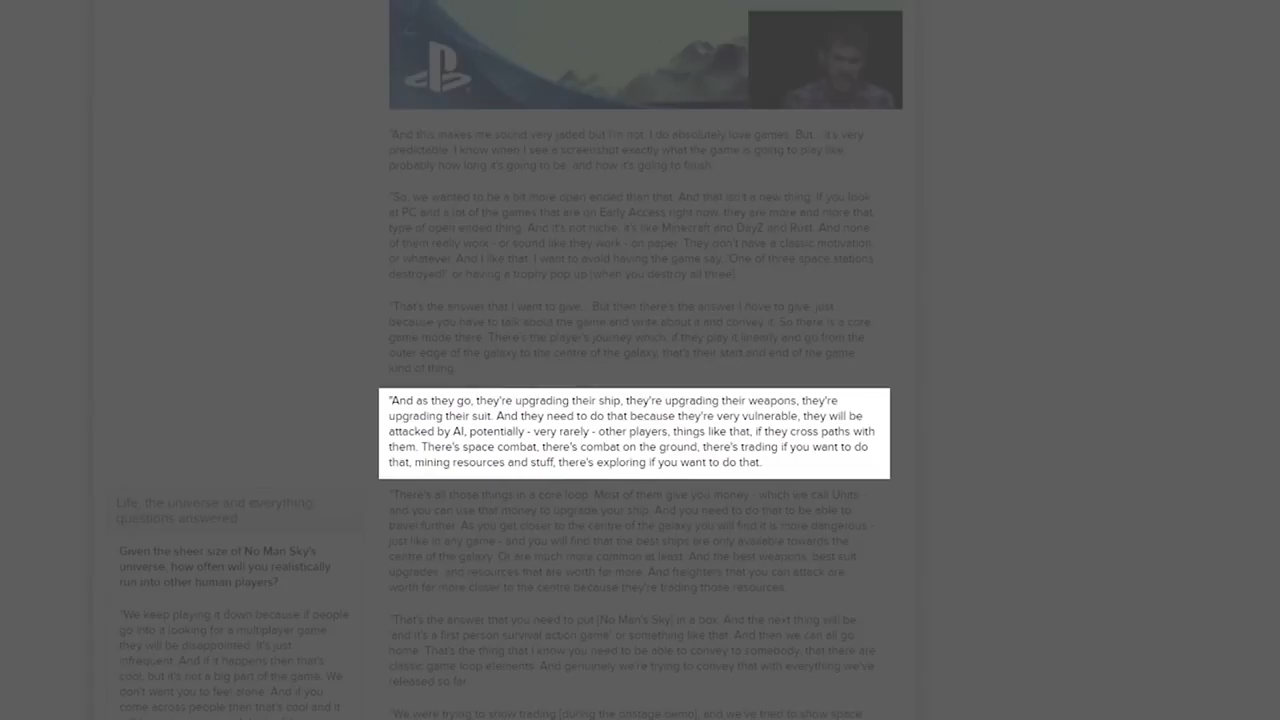 "And this makes me sound very jaded but I'm not. I do absolutely love games. But - it's very
predictable. I know when I see a screenshot exactly what the game is going to play like,
probably how long it's going to be, and how it's going to finish.
"So, we wanted to be a bit more open ended than that. And that isn't a new thing: if you look
at PC and a lot of the games that are on Early Access right now, they are more and more that
type of open ended thing. And it's not niche, it's like Minecraft and DayZ and Rust. And none
of them really work - or sound like they work - on paper. They don't have a classic motivation,
or whatever. And I like that. I want to avoid having the game say, 'One of three space stations
destroyed!' or having a trophy pop up [when you destroy all three].
"That's the answer that I want to give... But then there's the answer I have to give, just
because you have to talk about the game and write about it and convey it. So there is a core
game mode there. There's the player's journey which, if they play it linearly and go from the
outer edge of the galaxy to the centre of the galaxy, that's their start and end of the game
kind of thing.
"And as they go, they're upgrading their ship, they're upgrading their weapons, they're
upgrading their suit. And they need to do that because they're very vulnerable, they will be
attacked by AI, potentially - very rarely - other players, things like that, if they cross paths with
them. There's space combat, there's combat on the ground, there's trading if you want to do
that, mining resources and stuff, there's exploring if you want to do that.
"There's all those things in a core loop. Most of them give you money - which we call Units -
and you can use that money to upgrade your ship. And you need to do that to be able to
travel further. As you get closer to the centre of the galaxy you will find it is more dangerous -
just like in any game - and you will find that the best ships are only available towards the
centre of the galaxy. Or are much more common at least. And the best weapons, best suit
upgrades, and resources that are worth far more. And freighters that you can attack are
worth far more closer to the centre because they're trading those resources.
"That's the answer that you need to put [No Man's Sky] in a box. And the next thing will be
'and it's a first person survival action game' or something like that. And then we can all go
home. That's the thing that I know you need to be able to convey to somebody, that there are
classic game loop elements. And genuinely we're trying to convey that with everything we've
released so far.
"We were trying to show trading [during the onstage demo], and we've tried to show space
Life, the universe and everything:
questions answered
Given the sheer size of No Man Sky's
universe, how often will you realistically
run into other human players?
"We keep playing it down because if people
go into it looking for a multiplayer game
they will be disappointed. It's just
infrequent. And if it happens then that's
cool, but it's not a big part of the game. We
don't want you to feel alone. And if you
come across people then that's cool and it